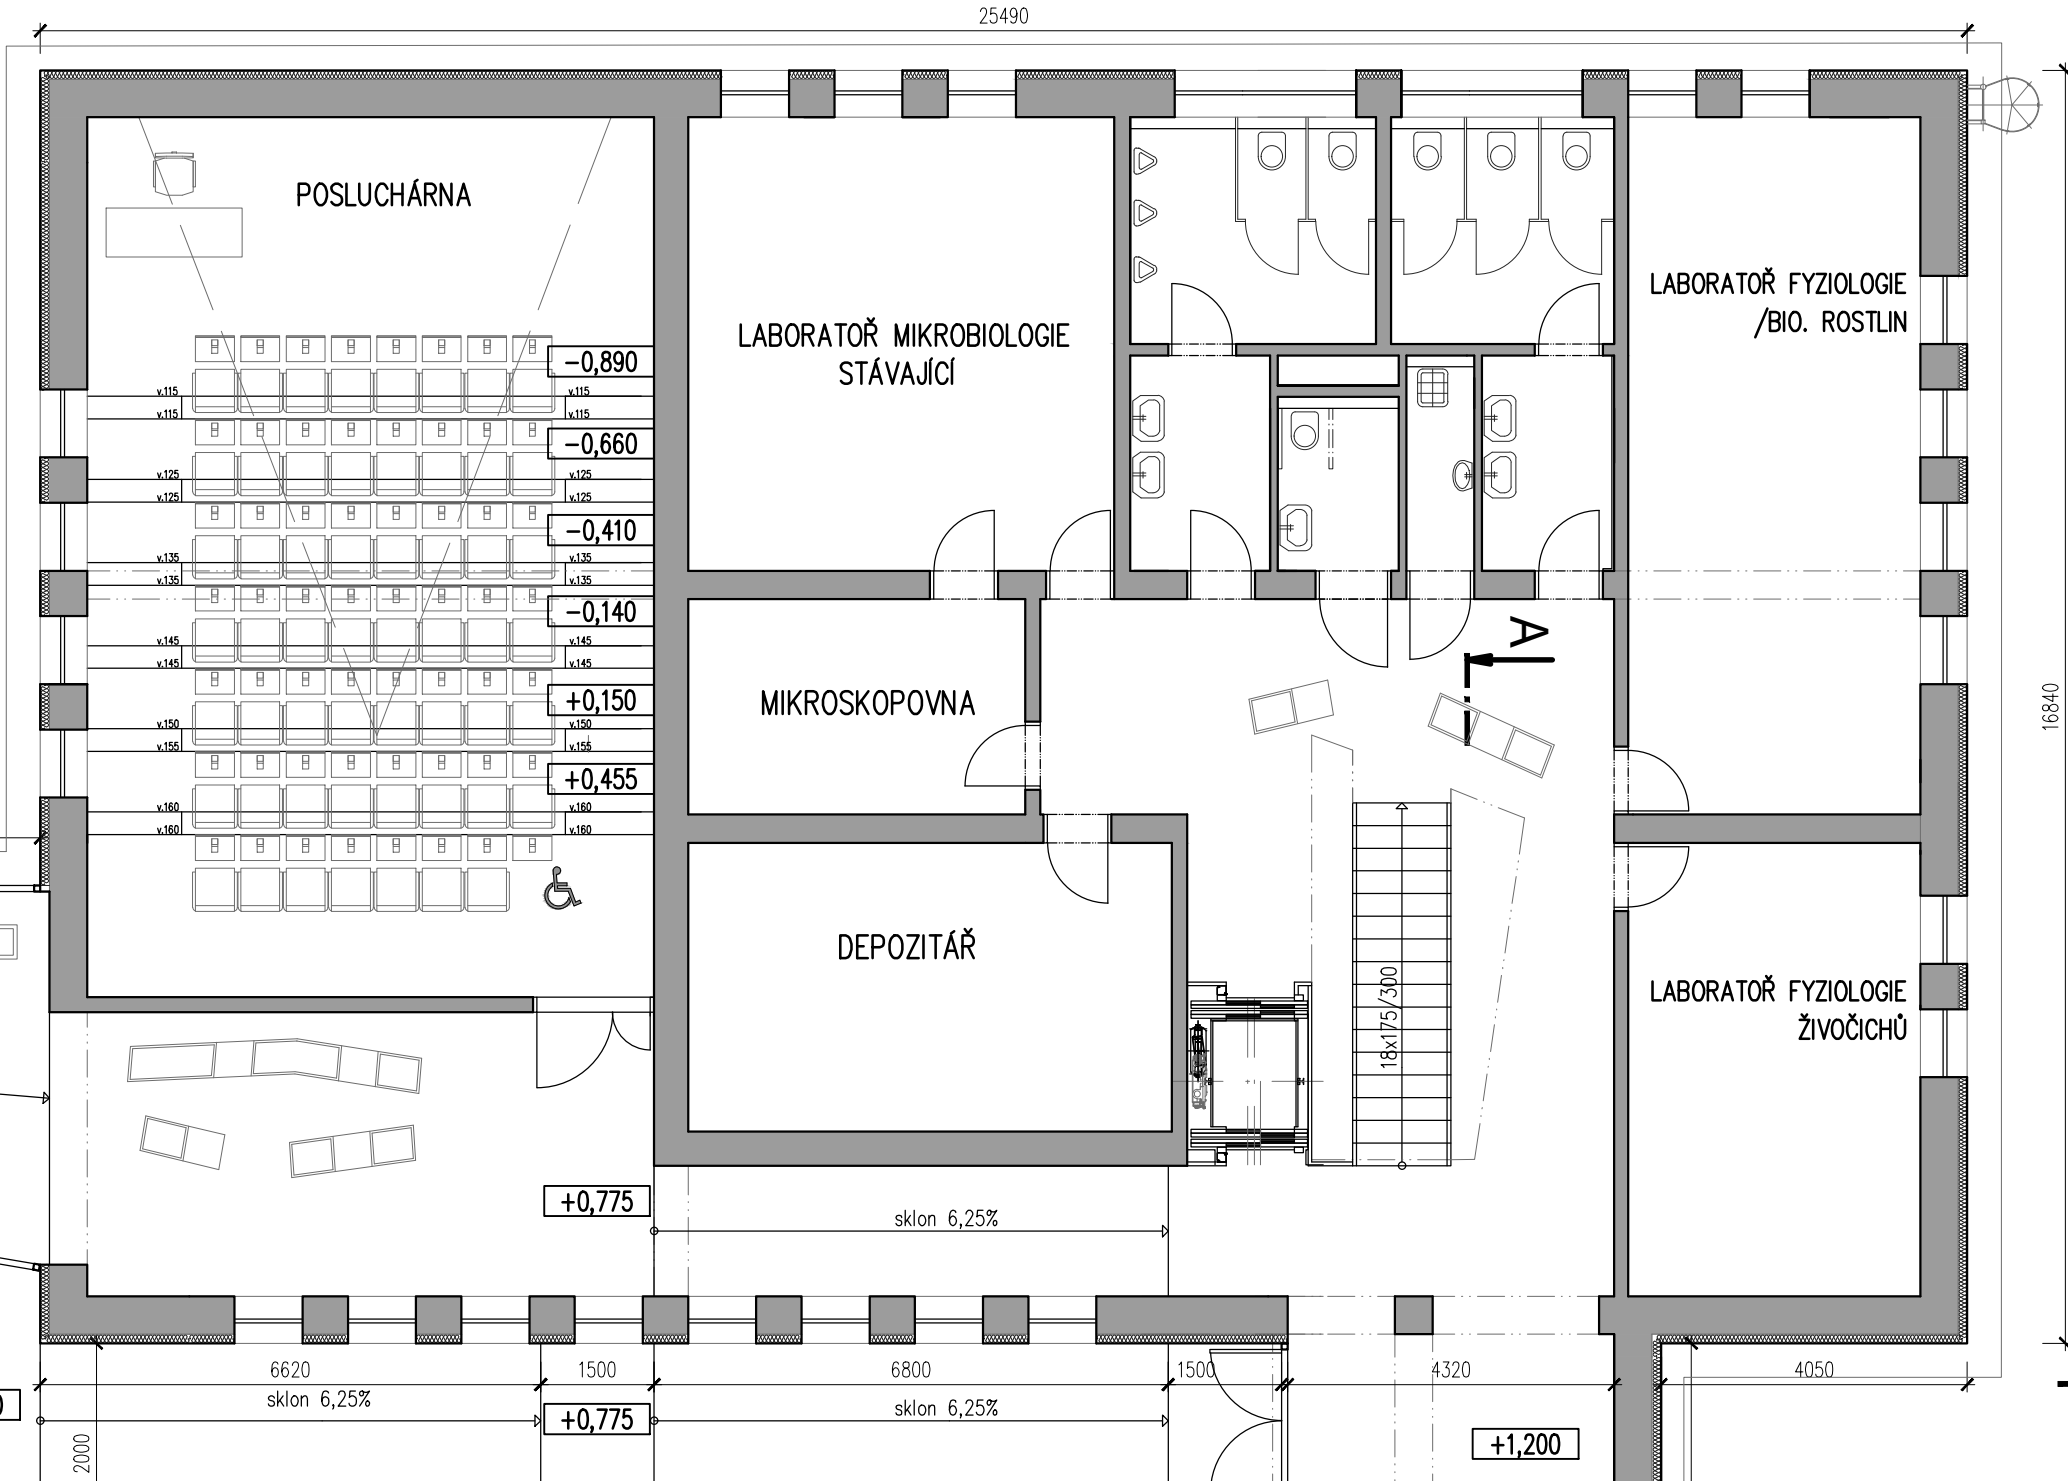 25490
POSLUCHÁRNA
LABORATOŘ MIKROBIOLOGIE
STÁVAJÍCÍ
LABORATOŘ FYZIOLOGIE
/BIO. ROSTLIN
-0,890
v.115
v.115
v.115
v.115
-0,660
v.125
v.125
v.125
v.125
-0,410
v.135
v.135
v.135
v.135
-0,140
v.145
v.145
v.145
v.145
+0,150
v.150
v.150
v.155
v.155
+0,455
v.160
v.160
v.160
v.160
MIKROSKOPOVNA
A
16840
DEPOZITÁŘ
18x175/300
LABORATOŘ FYZIOLOGIE
ŽIVOČICHŮ
+0,775
sklon 6,25%
6620
1500
6800
1500
4320
4050
sklon 6,25%
+0,775
sklon 6,25%
2000
+1,200